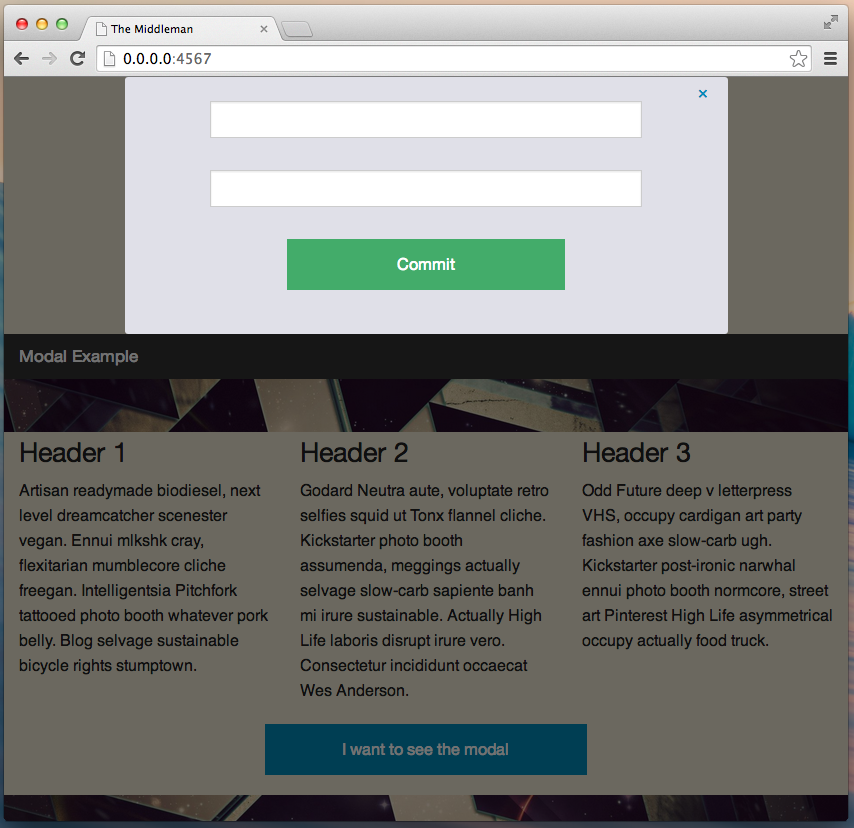 The Middleman
0.0.0.0:4567
Commit
Modal Example
Header 1
Artisan readymade biodiesel, next
level dreamcatcher scenester
vegan. Ennui mlkshk cray,
flexitarian mumblecore cliche
freegan. Intelligentsia Pitchfork
tattooed photo booth whatever pork
belly. Blog selvage sustainable
bicycle rights stumptown.
Header 2
Godard Neutra aute, voluptate retro
selfies squid ut Tonx flannel cliche.
Kickstarter photo booth
assumenda, meggings actually
selvage slow-carb sapiente banh
mi irure sustainable. Actually High
Life laboris disrupt irure vero.
Consectetur incididunt occaecat
Wes Anderson.
Header 3
Odd Future deep v letterpress
VHS, occupy cardigan art party
fashion axe slow-carb ugh.
Kickstarter post-ironic narwhal
ennui photo booth normcore, street
art Pinterest High Life asymmetrical
occupy actually food truck.
I want to see the modal